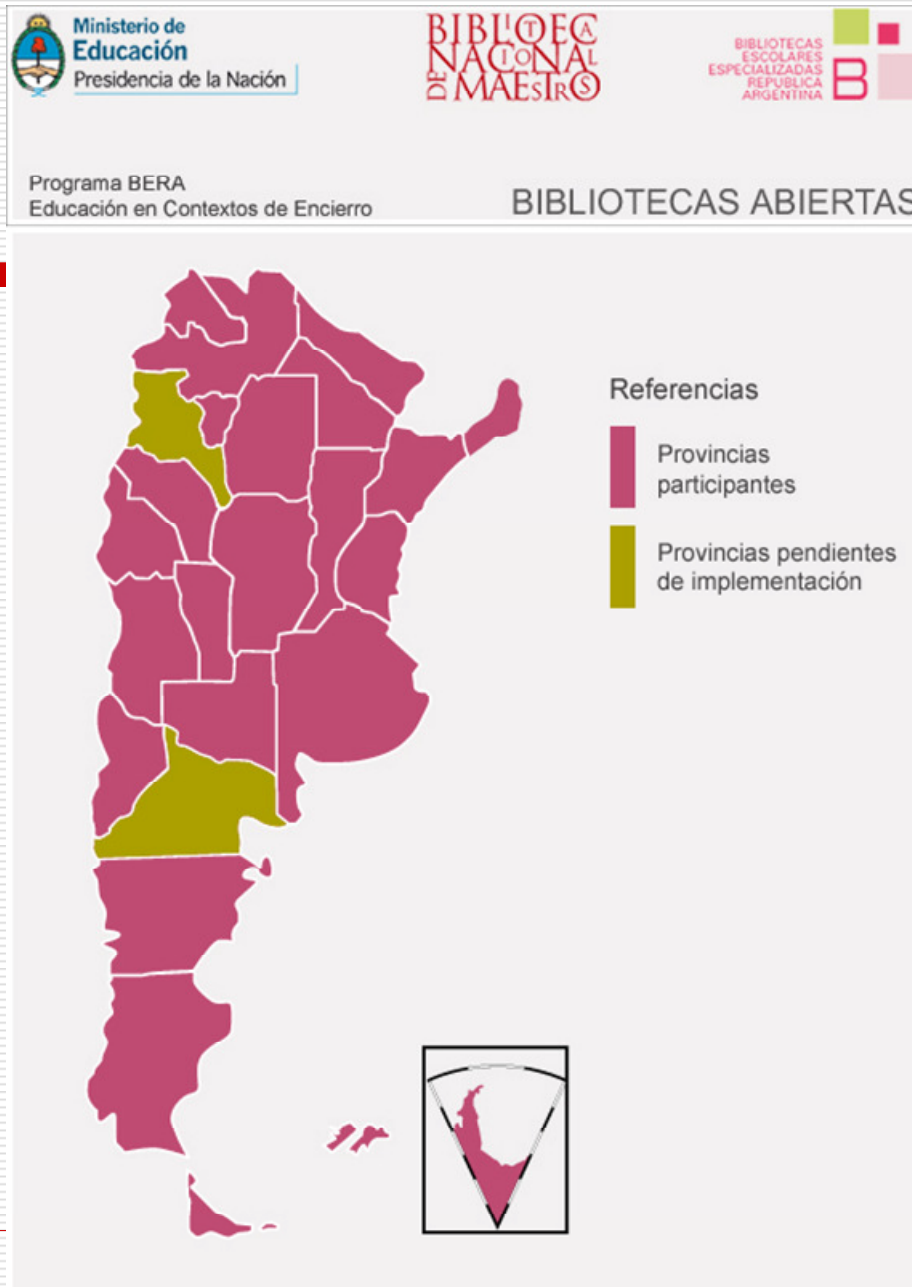 Ministerio de
Educación
Presidencia de la Nación
BIBLIOTECA
NACIONAL
DE MAESTROS
BIBLIOTECAS
ESCOLARES
ESPECIALIZADAS
REPUBLICA
ARGENTINA
B
Programa BERA
Educación en Contextos de Encierro
BIBLIOTECAS ABIERTAS
Referencias
Provincias
participantes
Provincias pendientes
de implementación